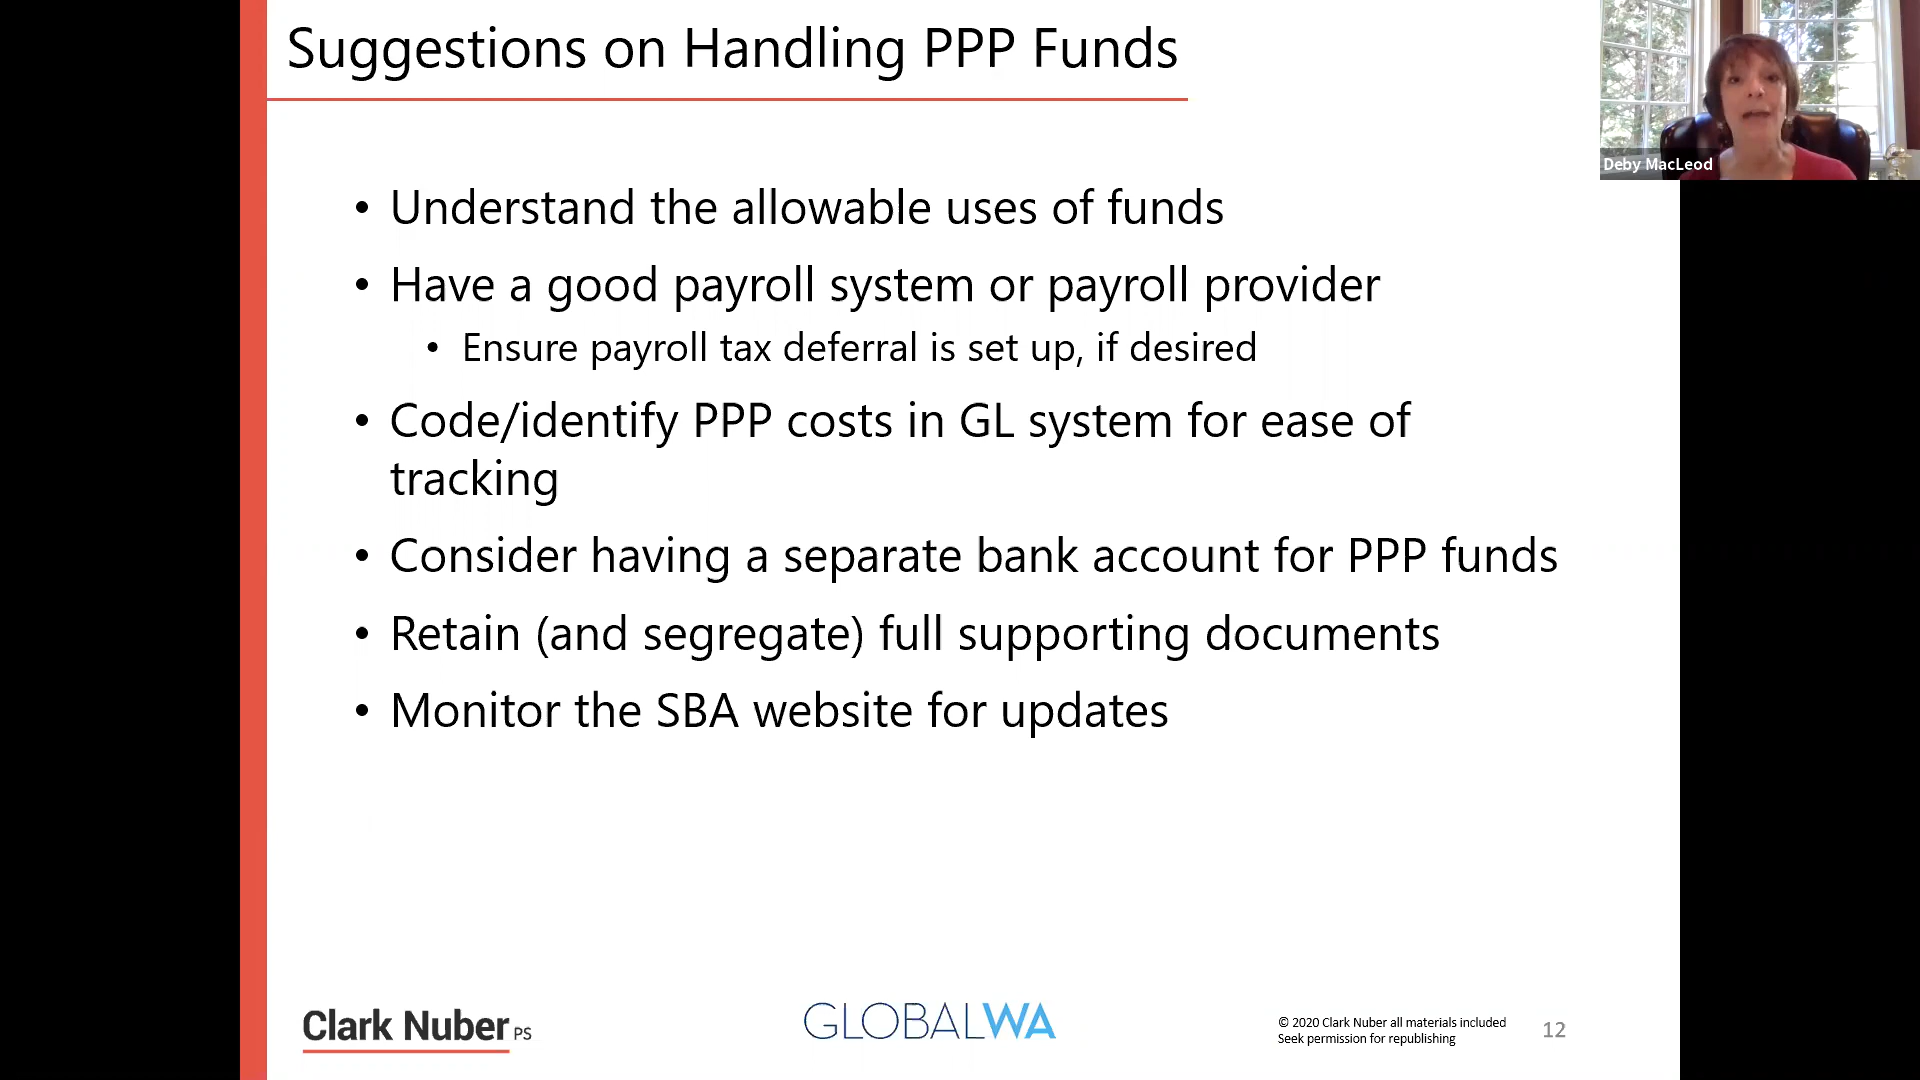 Suggestions on Handling PPP Funds
Deby MacLeod
• Understand the allowable uses of funds
• Have a good payroll system or payroll provider
• Ensure payroll tax deferral is set up, if desired
• Code/identify PPP costs in GL system for ease of
tracking
• Consider having a separate bank account for PPP funds
• Retain (and segregate) full supporting documents
• Monitor the SBA website for updates
Clark Nuber PS
GLOBALWA
© 2020 Clark Nuber all materials included
Seek permission for republishing
12